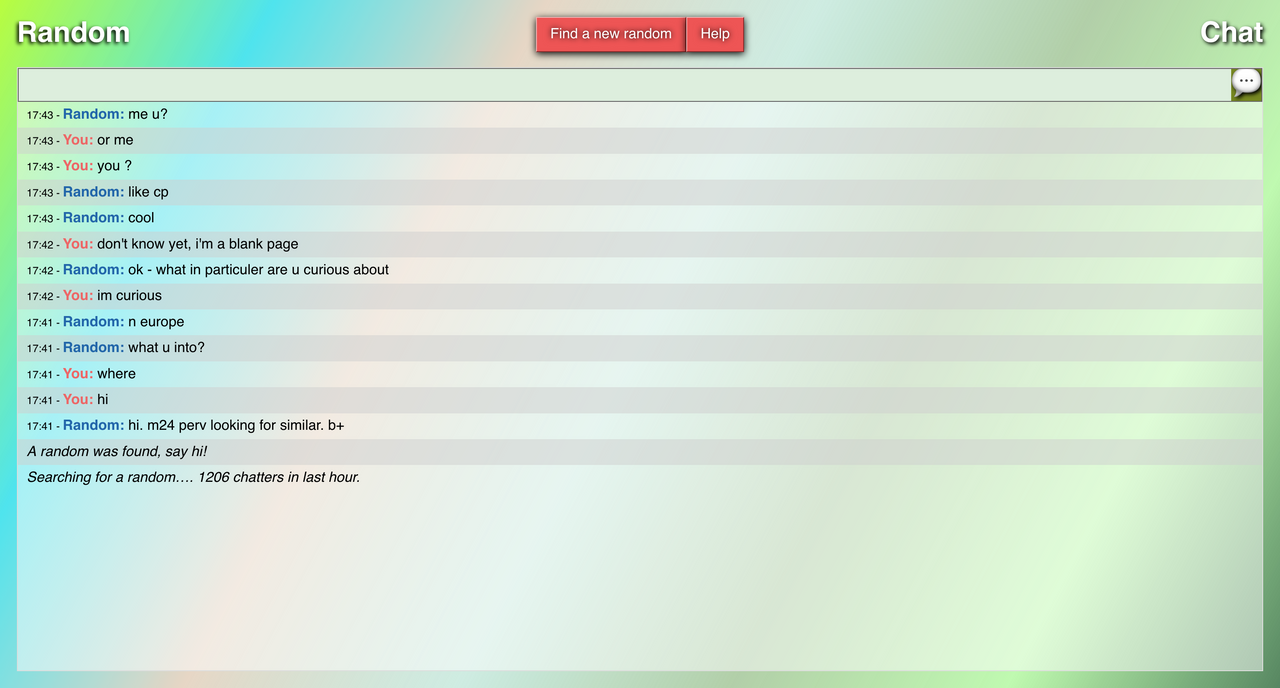 Random
Find a new random
Help
Chat
17:43 - Random: me u?
17:43 - You: or me
17:43 - You: you ?
17:43 - Random: like cp
17:43 - Random: cool
17:42 - You: don't know yet, i'm a blank page
17:42 - Random: ok - what in particuler are u curious about
17:42 - You: im curious
17:41 - Random: n europe
17:41 - Random: what u into?
17:41 - You: where
17:41 - You: hi
17:41 - Random: hi. m24 perv looking for similar. b+
A random was found, say hi!
Searching for a random.... 1206 chatters in last hour.